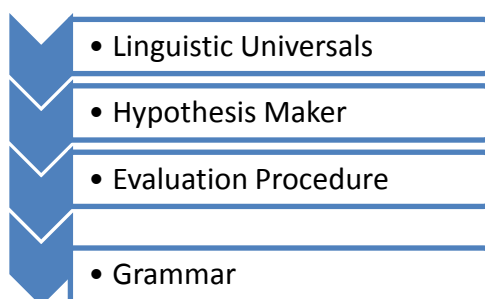 • Linguistic Universals
• Hypothesis Maker
• Evaluation Procedure
• Grammar